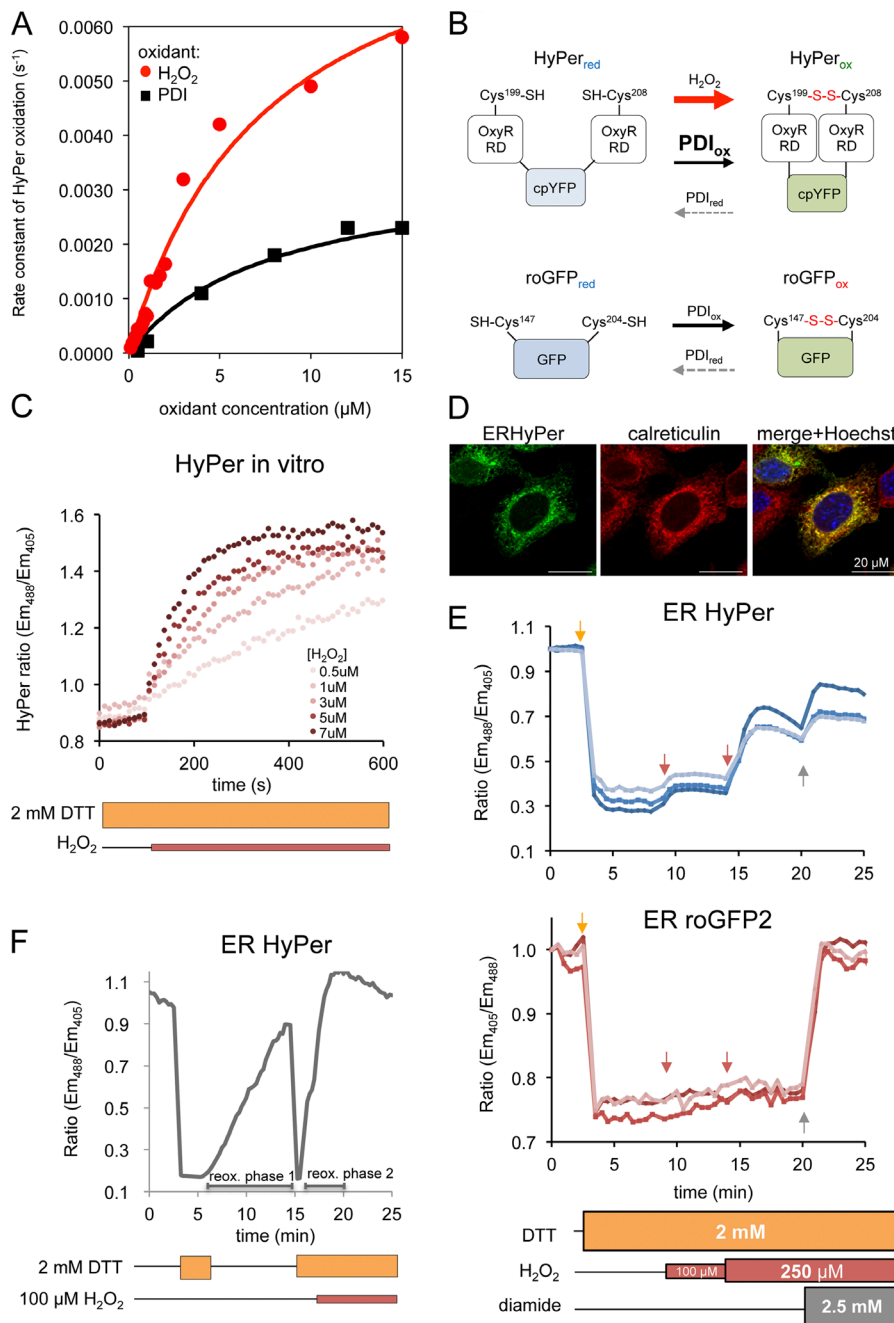 A
0.0060
0.0050
0.0040
0.0030
0.0020
0.0010
0.0000
Rate constant of HyPer oxidation (s⁻¹)
oxidant:
H₂O₂
PDI
0 5 10 15
oxidant concentration (µM)
B
HyPer_red HyPer_ox
Cys¹⁹⁹-SH SH-Cys²⁰⁸ H₂O₂ Cys¹⁹⁹-S-S-Cys²⁰⁸
OxyR RD OxyR RD PDI_ox OxyR RD OxyR RD
cpYFP PDI_red cpYFP
roGFP_red roGFP_ox
SH-Cys¹⁴⁷ Cys²⁰⁴-SH PDI_ox Cys¹⁴⁷-S-S-Cys²⁰⁴
GFP PDI_red GFP
C
HyPer in vitro
HyPer ratio (Em₄₈₈/Em₄₀₅)
1.6
1.4
1.2
1.0
0.8
[H₂O₂]
0.5uM
1uM
3uM
5uM
7uM
0 200 400 600
time (s)
2 mM DTT
H₂O₂
D
ERHyPer calreticulin merge+Hoechst
20 µM
E
ER HyPer
Ratio (Em₄₈₈/Em₄₀₅)
1.1
0.9
0.7
0.5
0.3
0.1
0 5 10 15 20 25
ER roGFP2
Ratio (Em₄₀₅/Em₄₈₈)
1.0
0.9
0.8
0.7
0 5 10 15 20 25
time (min)
DTT 2 mM
H₂O₂ 100 µM 250 µM
diamide 2.5 mM
F
ER HyPer
Ratio (Em₄₈₈/Em₄₀₅)
1.1
0.9
0.7
0.5
0.3
0.1
reox. phase 1 reox. phase 2
0 5 10 15 20 25
time (min)
2 mM DTT
100 µM H₂O₂